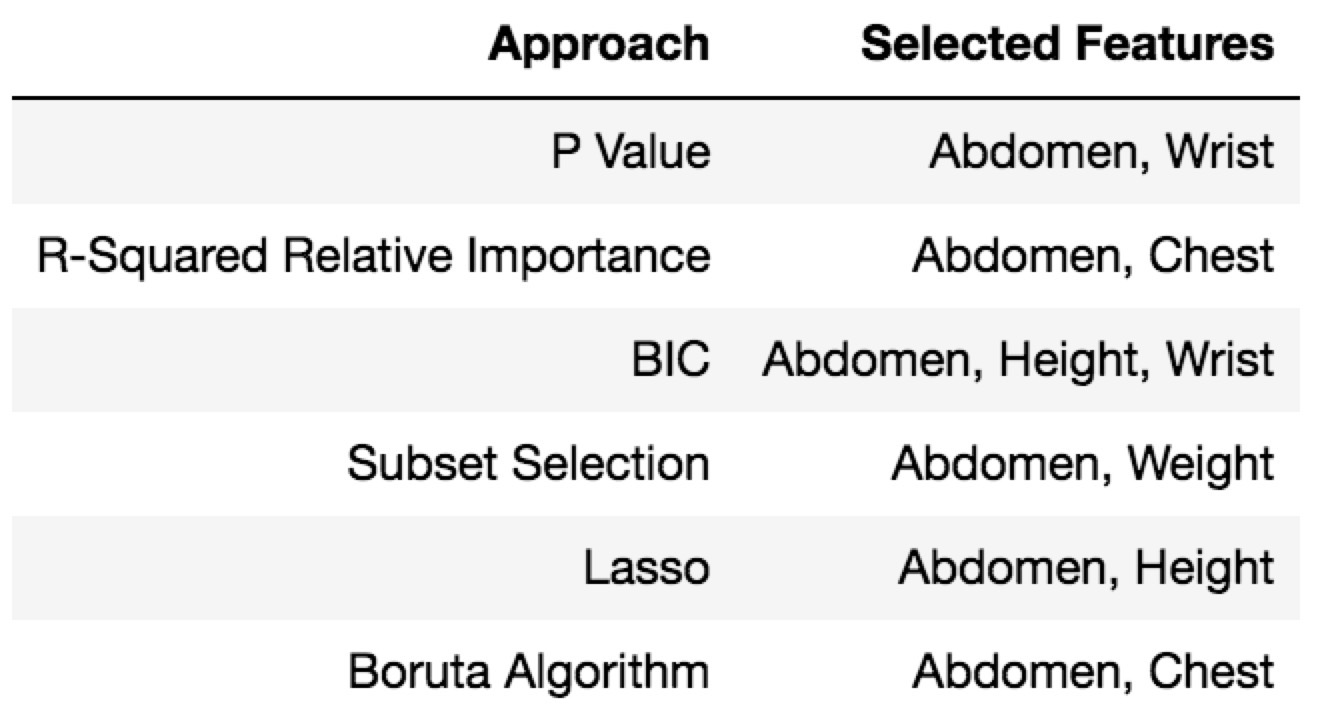 Approach Selected Features
P Value Abdomen, Wrist
R-Squared Relative Importance Abdomen, Chest
BIC Abdomen, Height, Wrist
Subset Selection Abdomen, Weight
Lasso Abdomen, Height
Boruta Algorithm Abdomen, Chest